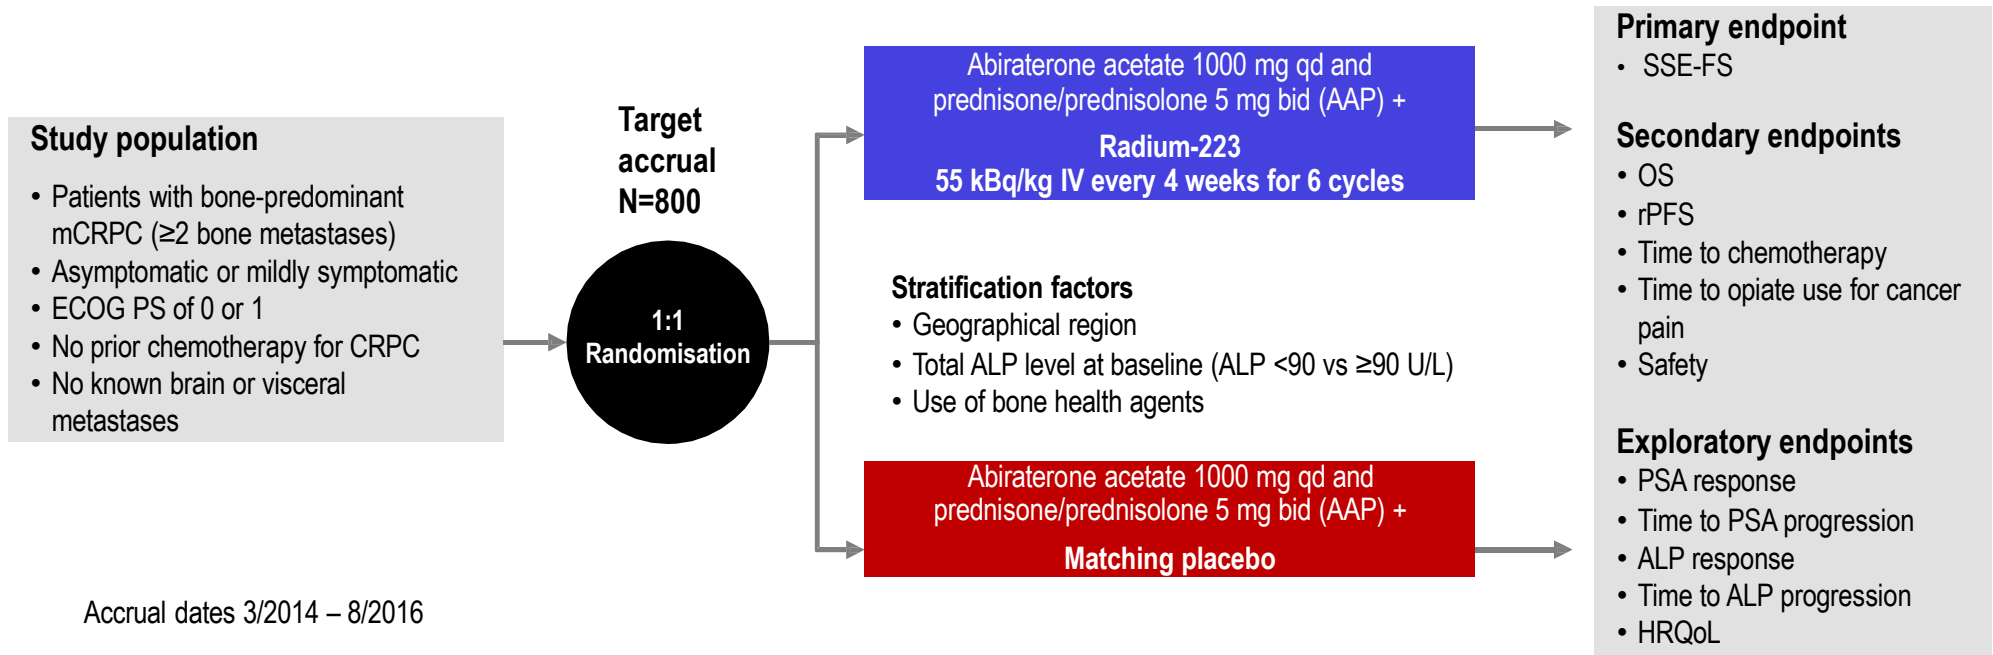 Study population
• Patients with bone-predominant
mCRPC (≥2 bone metastases)
• Asymptomatic or mildly symptomatic
• ECOG PS of 0 or 1
• No prior chemotherapy for CRPC
• No known brain or visceral
metastases
Accrual dates 3/2014 – 8/2016
Target
accrual
N=800
1:1
Randomisation
Abiraterone acetate 1000 mg qd and
prednisone/prednisolone 5 mg bid (AAP) +
Radium-223
55 kBq/kg IV every 4 weeks for 6 cycles
Stratification factors
• Geographical region
• Total ALP level at baseline (ALP <90 vs ≥90 U/L)
• Use of bone health agents
Abiraterone acetate 1000 mg qd and
prednisone/prednisolone 5 mg bid (AAP) +
Matching placebo
Primary endpoint
• SSE-FS
Secondary endpoints
• OS
• rPFS
• Time to chemotherapy
• Time to opiate use for cancer
pain
• Safety
Exploratory endpoints
• PSA response
• Time to PSA progression
• ALP response
• Time to ALP progression
• HRQoL